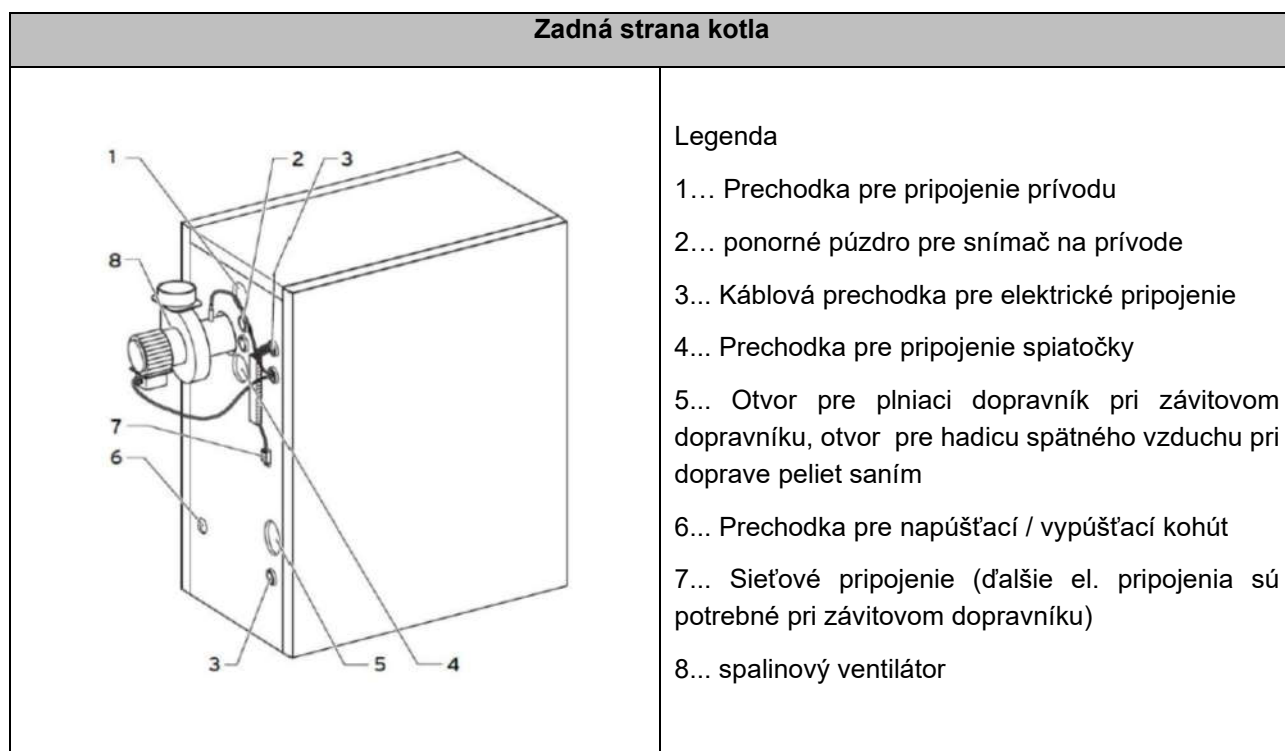 Zadná strana kotla
1
2
3
8
7
6
3
5
4
Legenda
1… Prechodka pre pripojenie prívodu
2… ponorné púzdro pre snímač na prívode
3... Káblová prechodka pre elektrické pripojenie
4... Prechodka pre pripojenie spiatočky
5... Otvor pre plniaci dopravník pri závitovom
dopravníku, otvor pre hadicu spätného vzduchu pri
doprave peliet saním
6... Prechodka pre napúšťací / vypúšťací kohút
7... Sieťové pripojenie (ďalšie el. pripojenia sú
potrebné pri závitovom dopravníku)
8... spalinový ventilátor